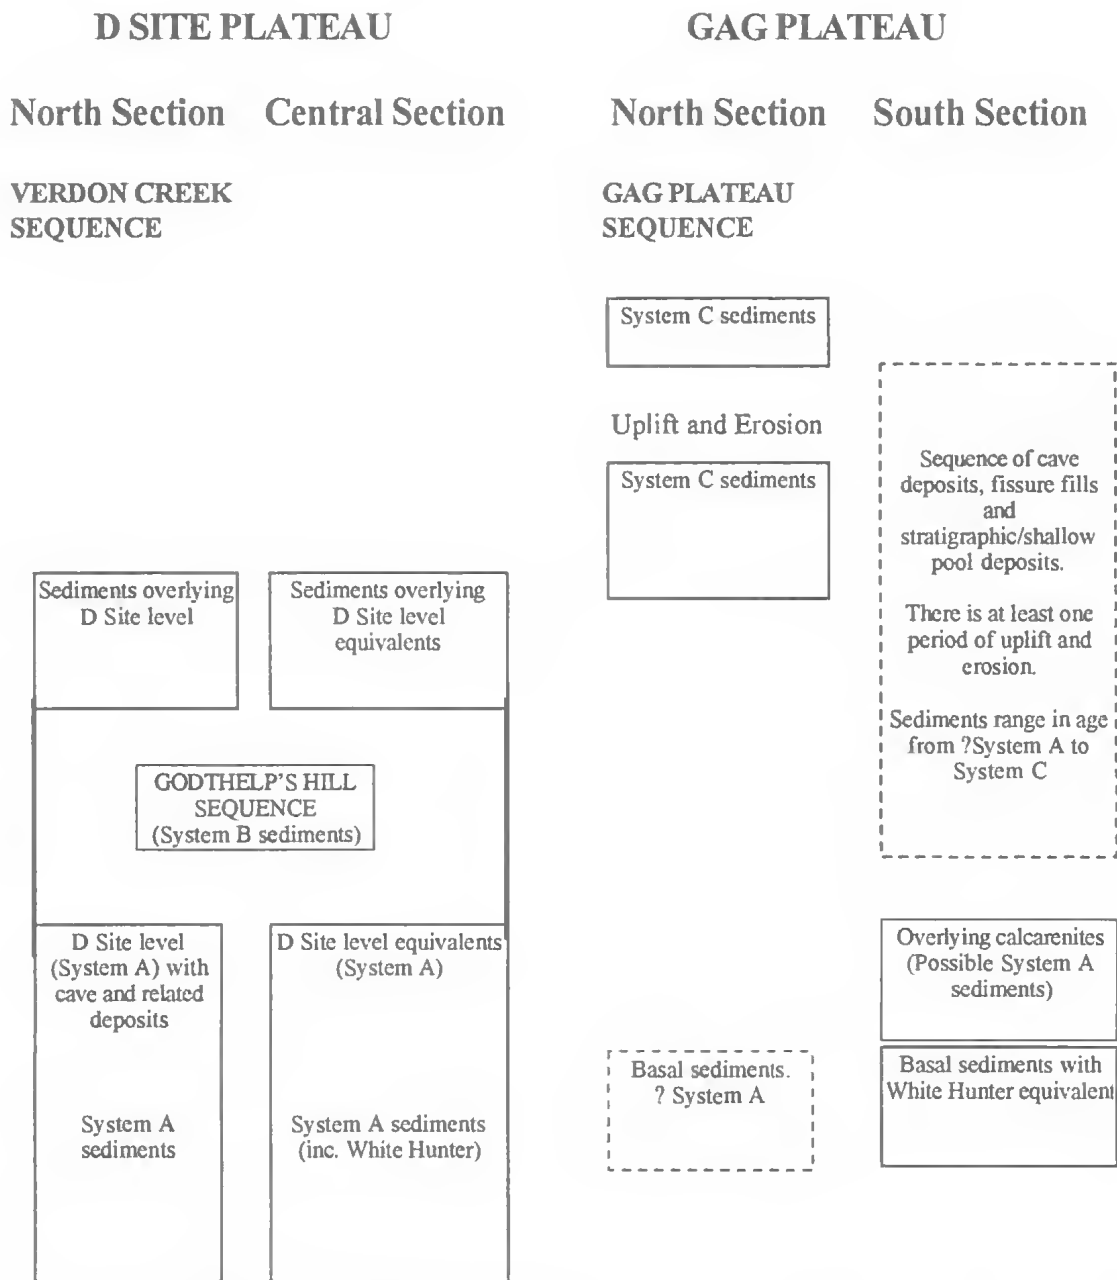 D SITE PLATEAU
North Section
Central Section
VERDON CREEK
SEQUENCE
Sediments overlying
D Site level
Sediments overlying
D Site level
equivalents
GODTHELP'S HILL
SEQUENCE
(System B sediments)
D Site level
(System A) with
cave and related
deposits
System A
sediments
D Site level equivalents
(System A)
System A sediments
(inc. White Hunter)
GAG PLATEAU
North Section
South Section
GAG PLATEAU
SEQUENCE
System C sediments
Uplift and Erosion
System C sediments
Basal sediments.
? System A
Sequence of cave
deposits, fissure fills
and
stratigraphic/shallow
pool deposits.
There is at least one
period of uplift and
erosion.
Sediments range in age
from ?System A to
System C
Overlying calcarenites
(Possible System A
sediments)
Basal sediments with
White Hunter equivalent